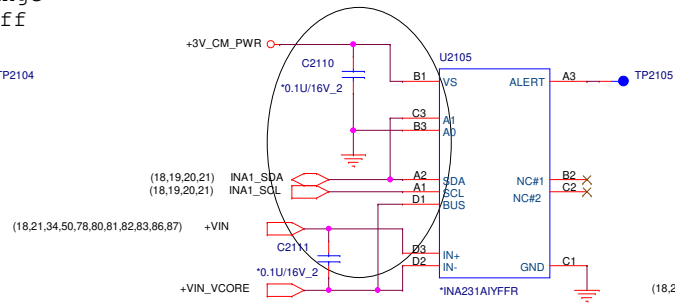 ff
+3V_CM_PWR
TP2104
C2110
*0.1U/16V_2
U2105
B1 VS
ALERT A3 TP2105
C3 A1
B3 A0
(18,19,20,21) INA1_SDA A2 SDA
(18,19,20,21) INA1_SCL A1 SCL
D1 BUS
NC#1 B2
NC#2 C2
(18,21,34,50,78,80,81,82,83,86,87) +VIN
C2111
*0.1U/16V_2
D3 IN+
D2 IN-
GND C1
+VIN_VCORE
*INA231AIYFFR
(18,2